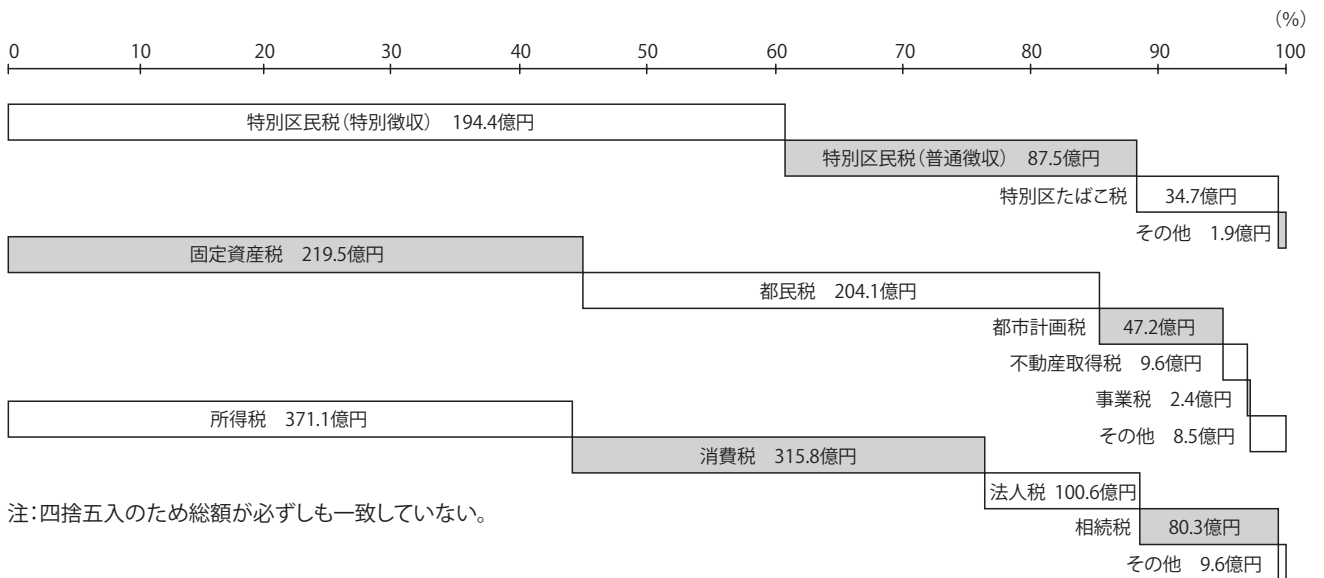 (%)
0 10 20 30 40 50 60 70 80 90 100
特別区民税(特別徴収) 194.4億円
特別区民税(普通徴収) 87.5億円
特別区たばこ税 34.7億円
その他 1.9億円
固定資産税 219.5億円
都民税 204.1億円
都市計画税 47.2億円
不動産取得税 9.6億円
事業税 2.4億円
その他 8.5億円
所得税 371.1億円
消費税 315.8億円
法人税 100.6億円
相続税 80.3億円
その他 9.6億円
注:四捨五入のため総額が必ずしも一致していない。